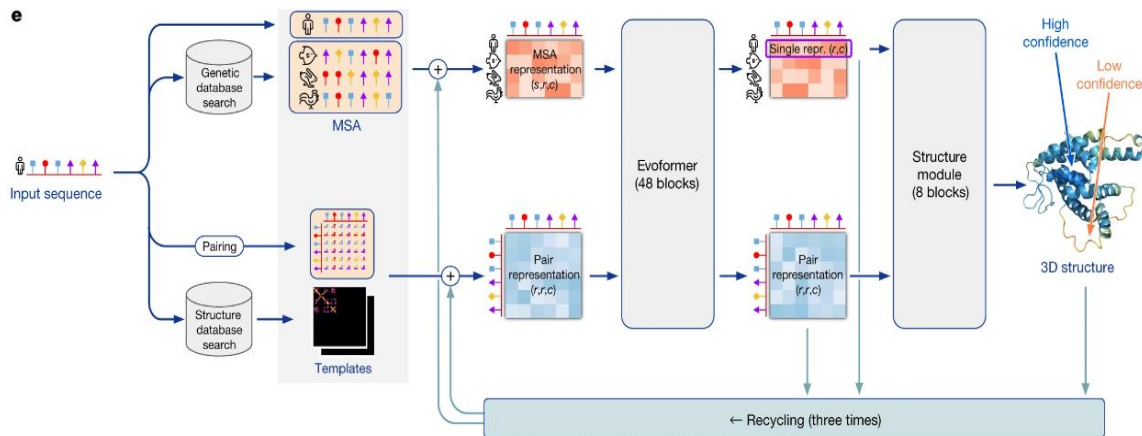 e
Genetic
database
search
MSA
Input sequence
Pairing
Structure
database
search
Templates
+
+
MSA
representation
(s,r,c)
Pair
representation
(r,r,c)
Evoformer
(48 blocks)
Single repr. (r,c)
Pair
representation
(r,r,c)
Structure
module
(8 blocks)
High
confidence
Low
confidence
3D structure
← Recycling (three times)